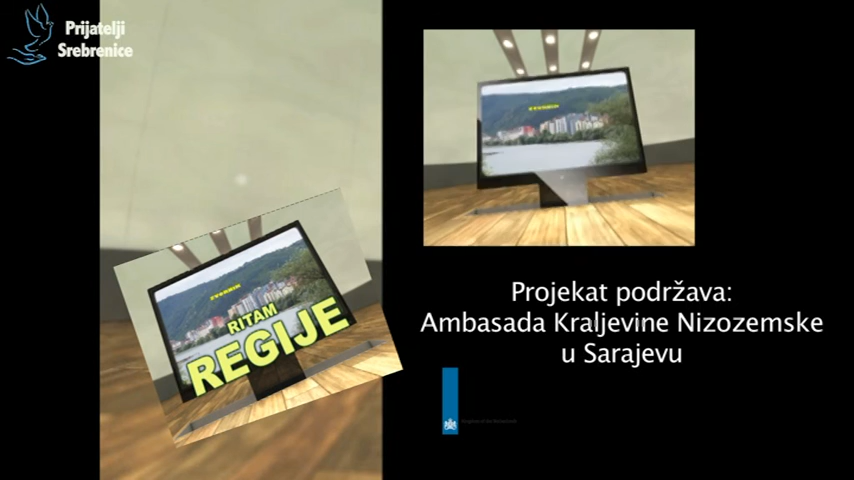 Prijatelji
Srebrenice
RITAM
REGIJE
Projekat podržava:
Ambasada Kraljevine Nizozemske
u Sarajevu